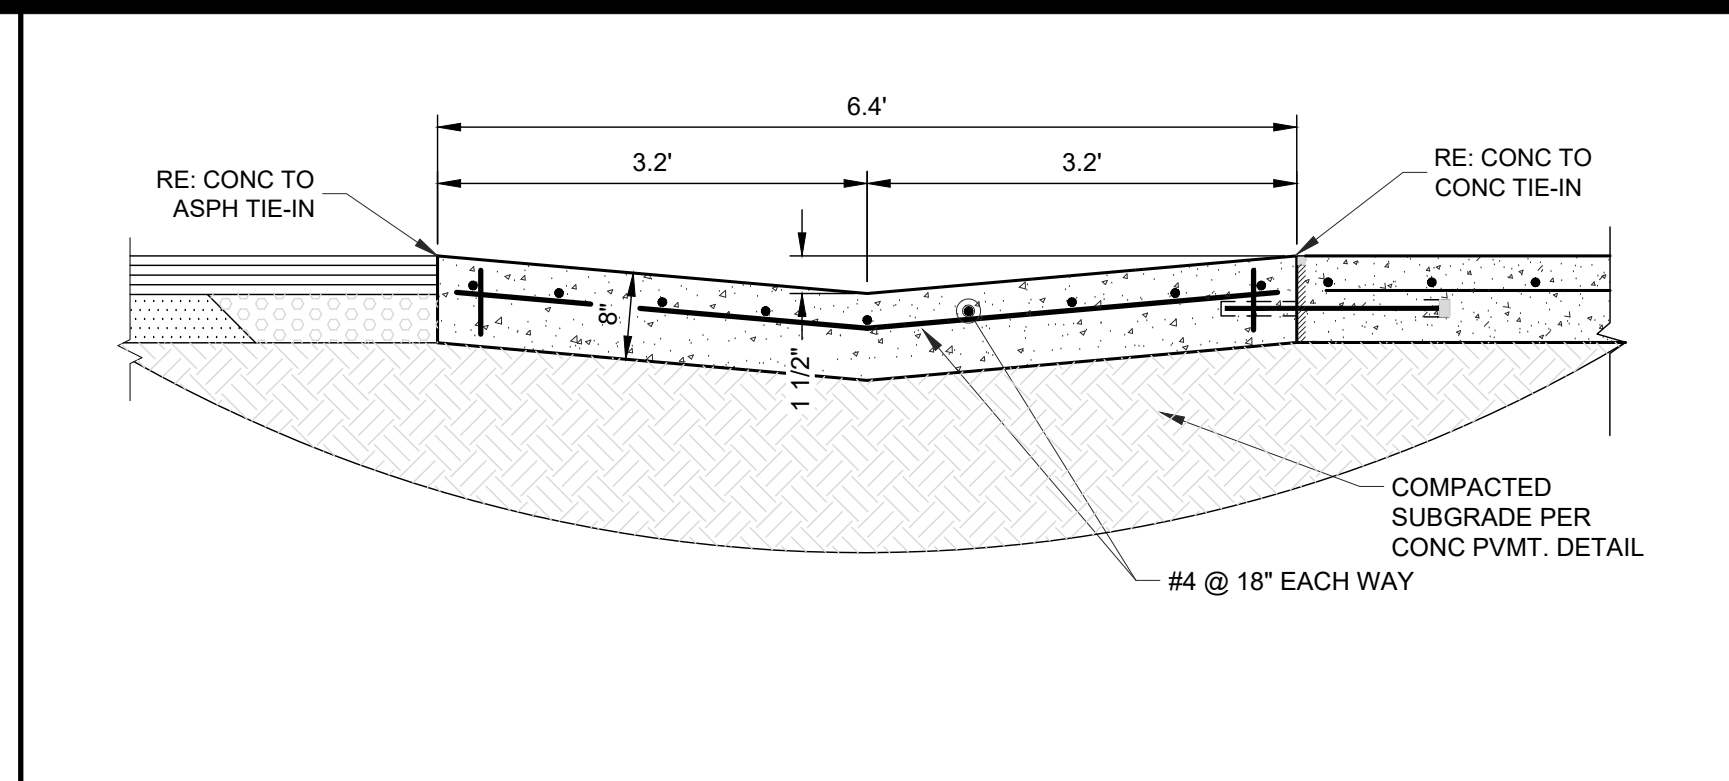 6.4'
3.2'
3.2'
RE: CONC TO
ASPH TIE-IN
RE: CONC TO
CONC TIE-IN
8"
1 1/2"
COMPACTED
SUBGRADE PER
CONC PVMT. DETAIL
#4 @ 18" EACH WAY